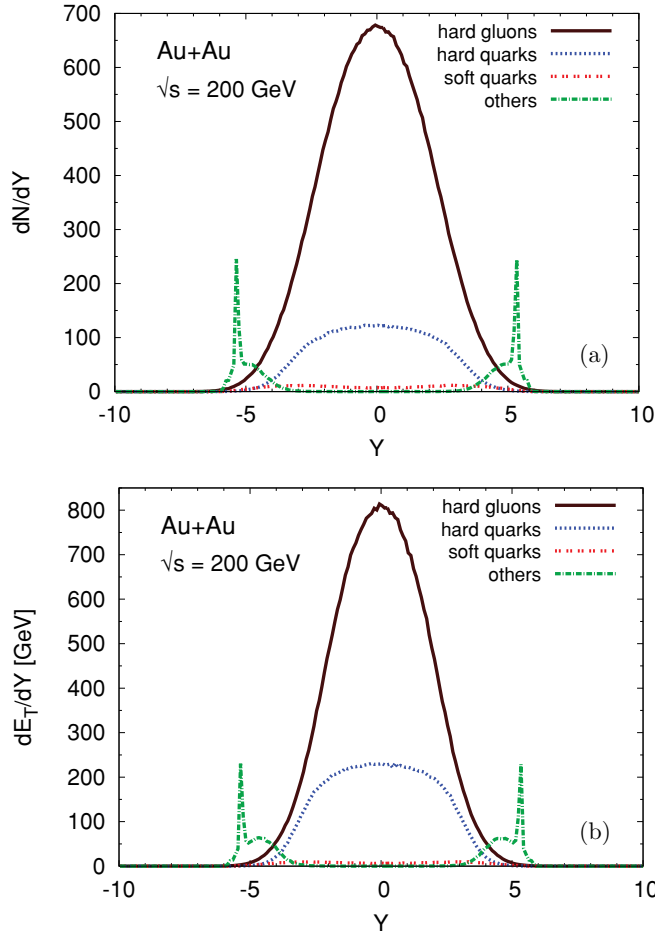 700
600
500
400
300
200
100
0
dN/dY
Au+Au
√s = 200 GeV
hard gluons
hard quarks
soft quarks
others
(a)
-10
-5
0
5
10
Y
800
700
600
500
400
300
200
100
0
dE_T/dY [GeV]
Au+Au
√s = 200 GeV
hard gluons
hard quarks
soft quarks
others
(b)
-10
-5
0
5
10
Y